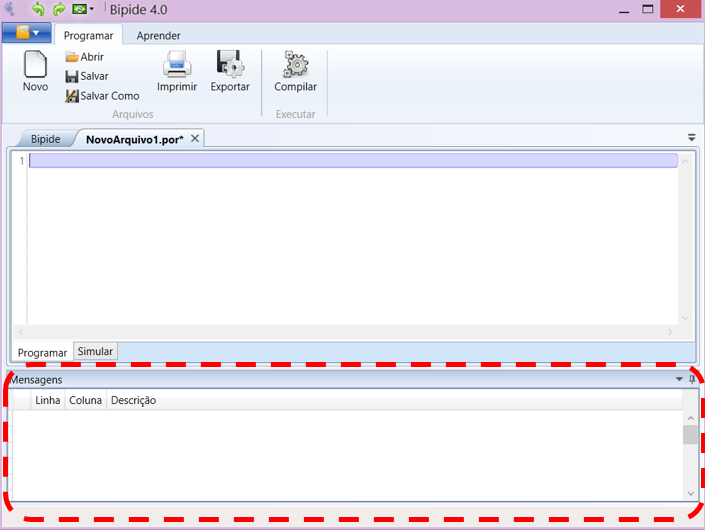 Bipide 4.0
Programar Aprender
Novo
Abrir
Salvar
Salvar Como
Imprimir
Exportar
Compilar
Arquivos
Executar
Bipide NovoArquivo1.por*
1
Programar Simular
Mensagens
Linha Coluna Descrição